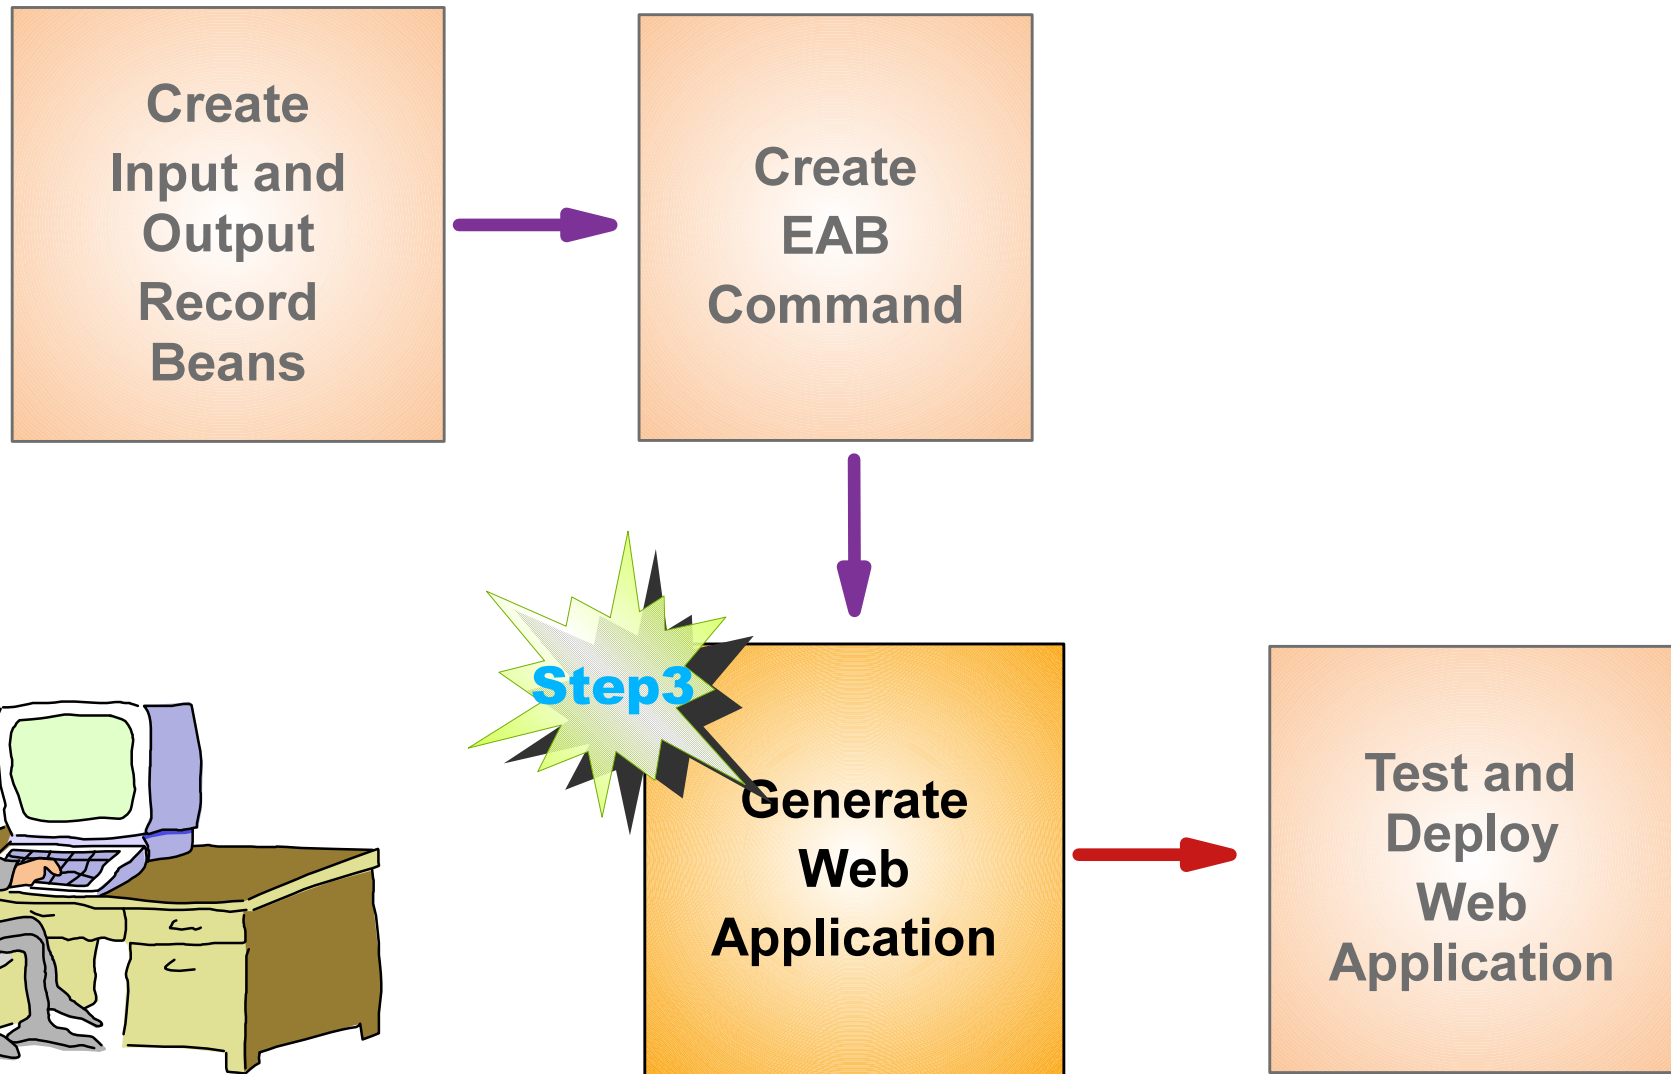 Create
Input and
Output
Record
Beans
Create
EAB
Command
Step3
Generate
Web
Application
Test and
Deploy
Web
Application